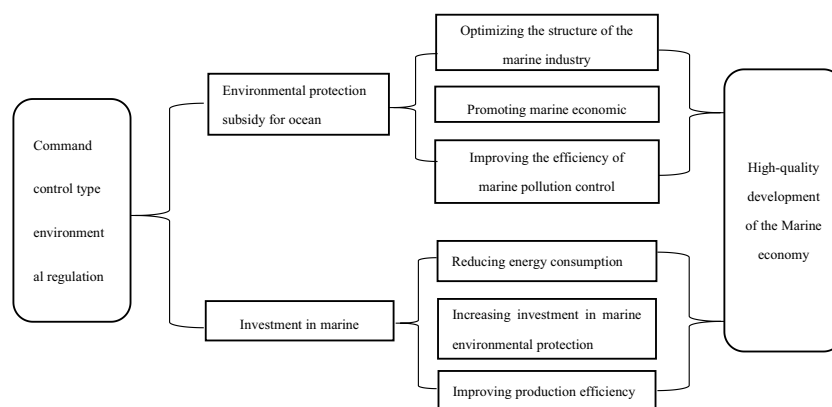 Command
control type
environment
al regulation
Environmental protection
subsidy for ocean
Investment in marine
Optimizing the structure of the
marine industry
Promoting marine economic
Improving the efficiency of
marine pollution control
Reducing energy consumption
Increasing investment in marine
environmental protection
Improving production efficiency
High-quality
development
of the Marine
economy